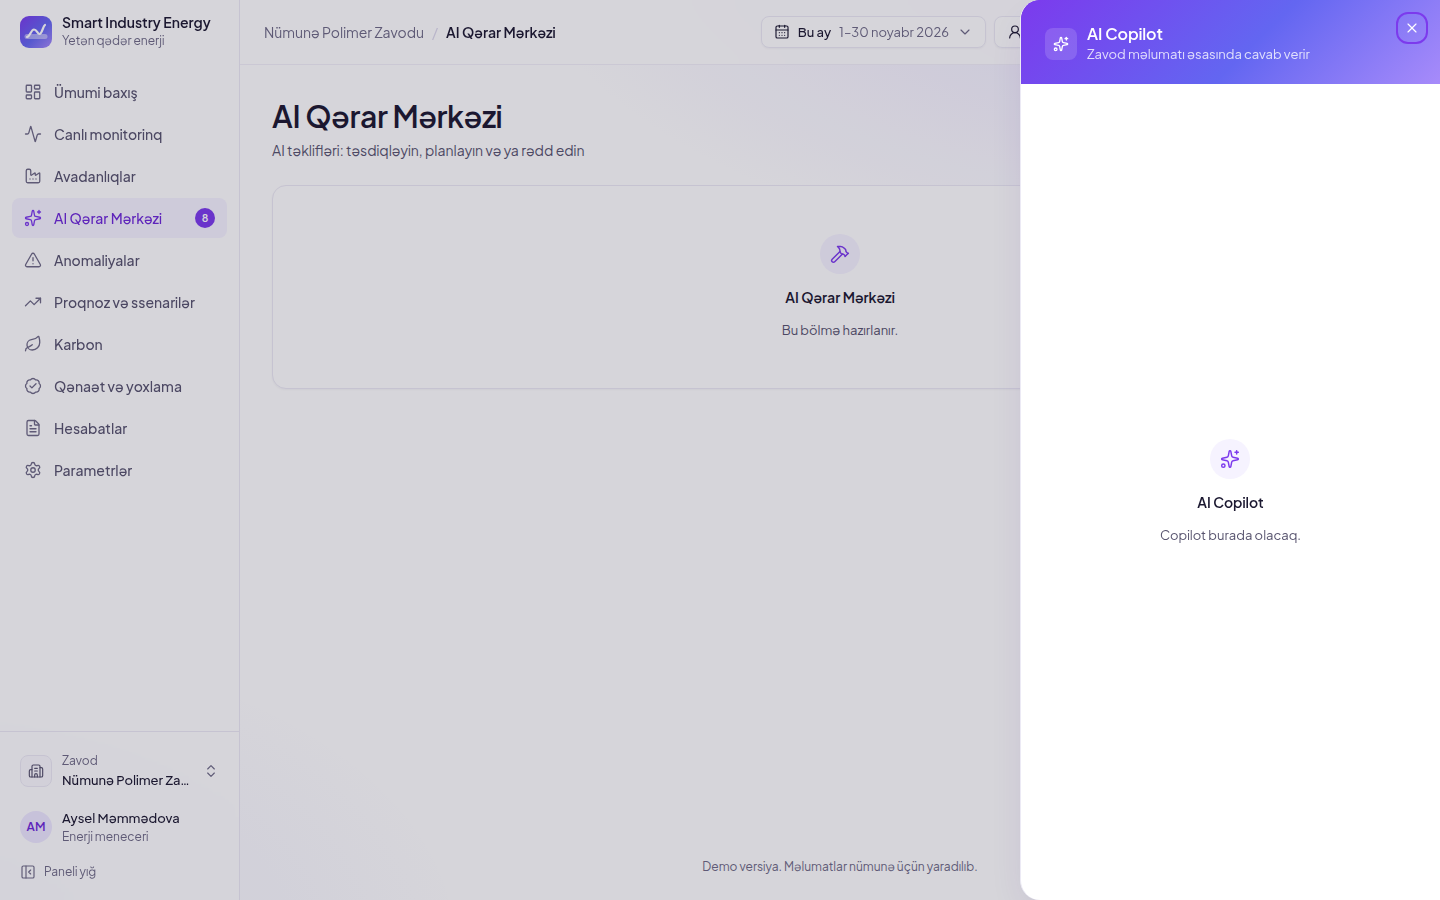 Smart Industry Energy
Yetən qədər enerji
Ümumi baxış
Canlı monitorinq
Avadanlıqlar
AI Qərar Mərkəzi
8
Anomaliyalar
Proqnoz və ssenarilər
Karbon
Qənaət və yoxlama
Hesabatlar
Parametrlər
Zavod
Nümunə Polimer Za...
AM
Aysel Məmmədova
Enerji meneceri
Paneli yığ
Nümunə Polimer Zavodu / AI Qərar Mərkəzi
Bu ay 1–30 noyabr 2026
AI Qərar Mərkəzi
AI təklifləri: təsdiqləyin, planlayın və ya rədd edin
AI Qərar Mərkəzi
Bu bölmə hazırlanır.
Demo versiya. Məlumatlar nümunə üçün yaradılıb.
AI Copilot
Zavod məlumatı əsasında cavab verir
AI Copilot
Copilot burada olacaq.